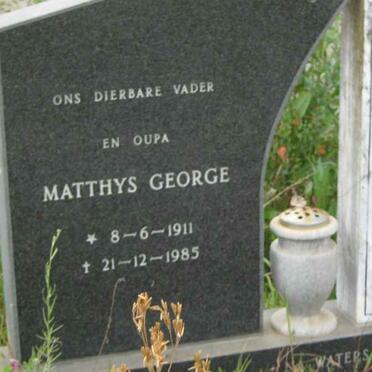 ONS DIERBARE VADER
EN OUPA
MATTHYS GEORGE
* 8-6-1911
† 21-12-1985
WATERS